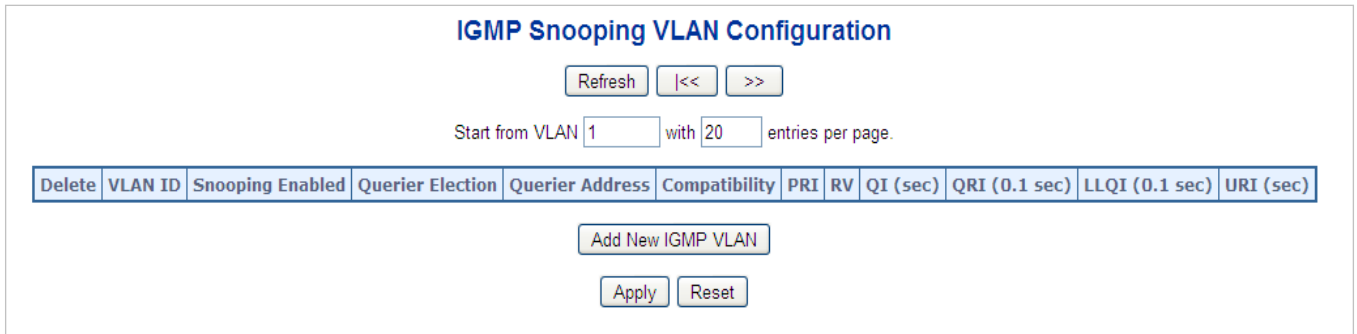 IGMP Snooping VLAN Configuration
Refresh |<< >>
Start from VLAN 1 with 20 entries per page.
Delete VLAN ID Snooping Enabled Querier Election Querier Address Compatibility PRI RV QI (sec) QRI (0.1 sec) LLQI (0.1 sec) URI (sec)
Add New IGMP VLAN
Apply Reset